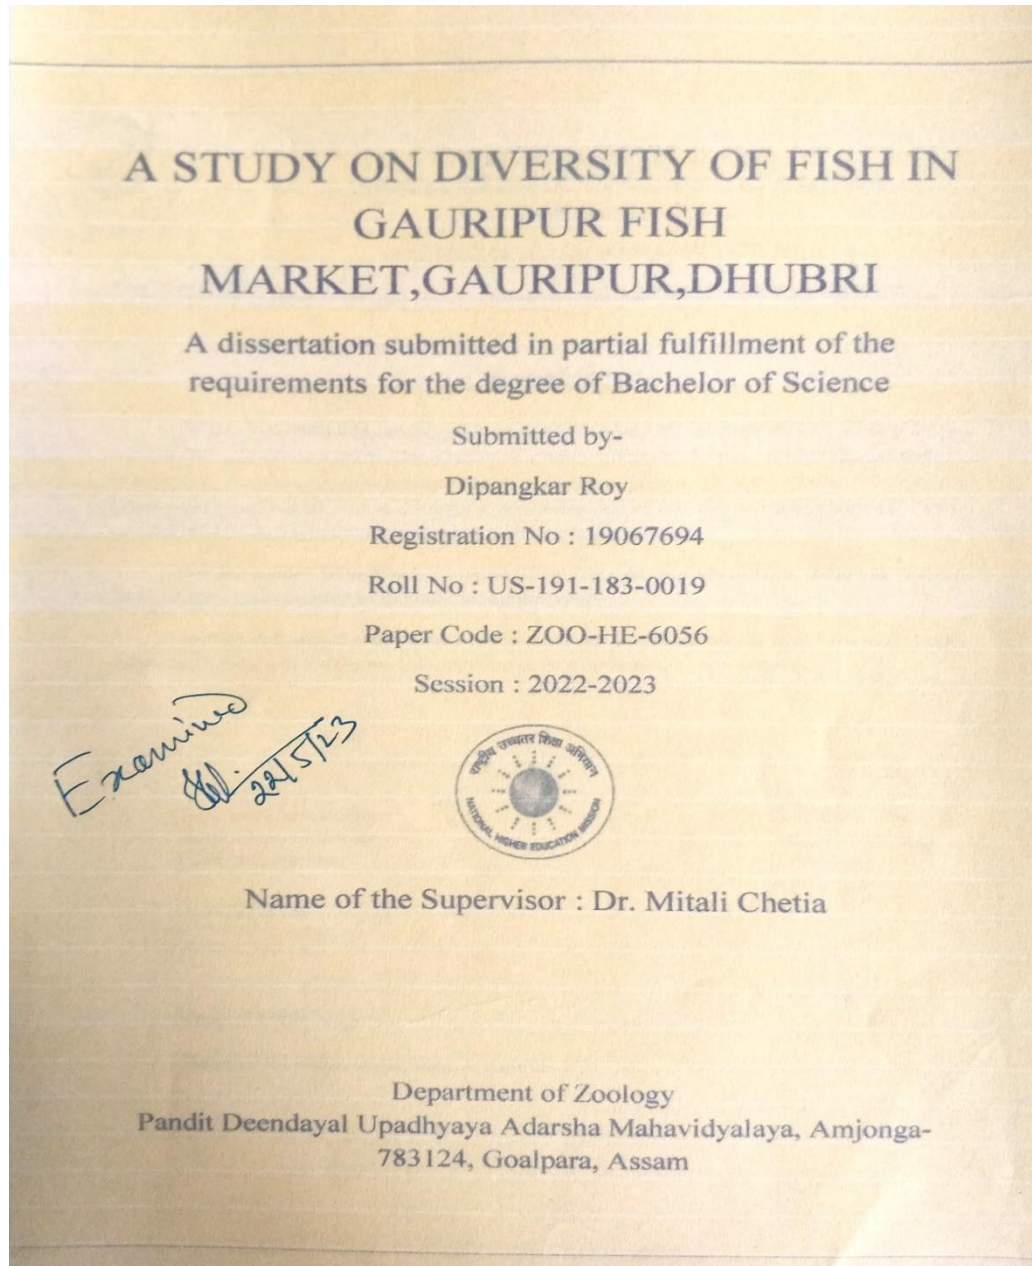 A STUDY ON DIVERSITY OF FISH IN
GAURIPUR FISH
MARKET,GAURIPUR,DHUBRI
A dissertation submitted in partial fulfillment of the
requirements for the degree of Bachelor of Science
Submitted by-
Dipangkar Roy
Registration No : 19067694
Roll No : US-191-183-0019
Paper Code : ZOO-HE-6056
Session : 2022-2023
Examined
22/5/23
राष्ट्रीय उच्चतर शिक्षा अभियान
NATIONAL HIGHER EDUCATION MISSION
Name of the Supervisor : Dr. Mitali Chetia
Department of Zoology
Pandit Deendayal Upadhyaya Adarsha Mahavidyalaya, Amjonga-
783124, Goalpara, Assam